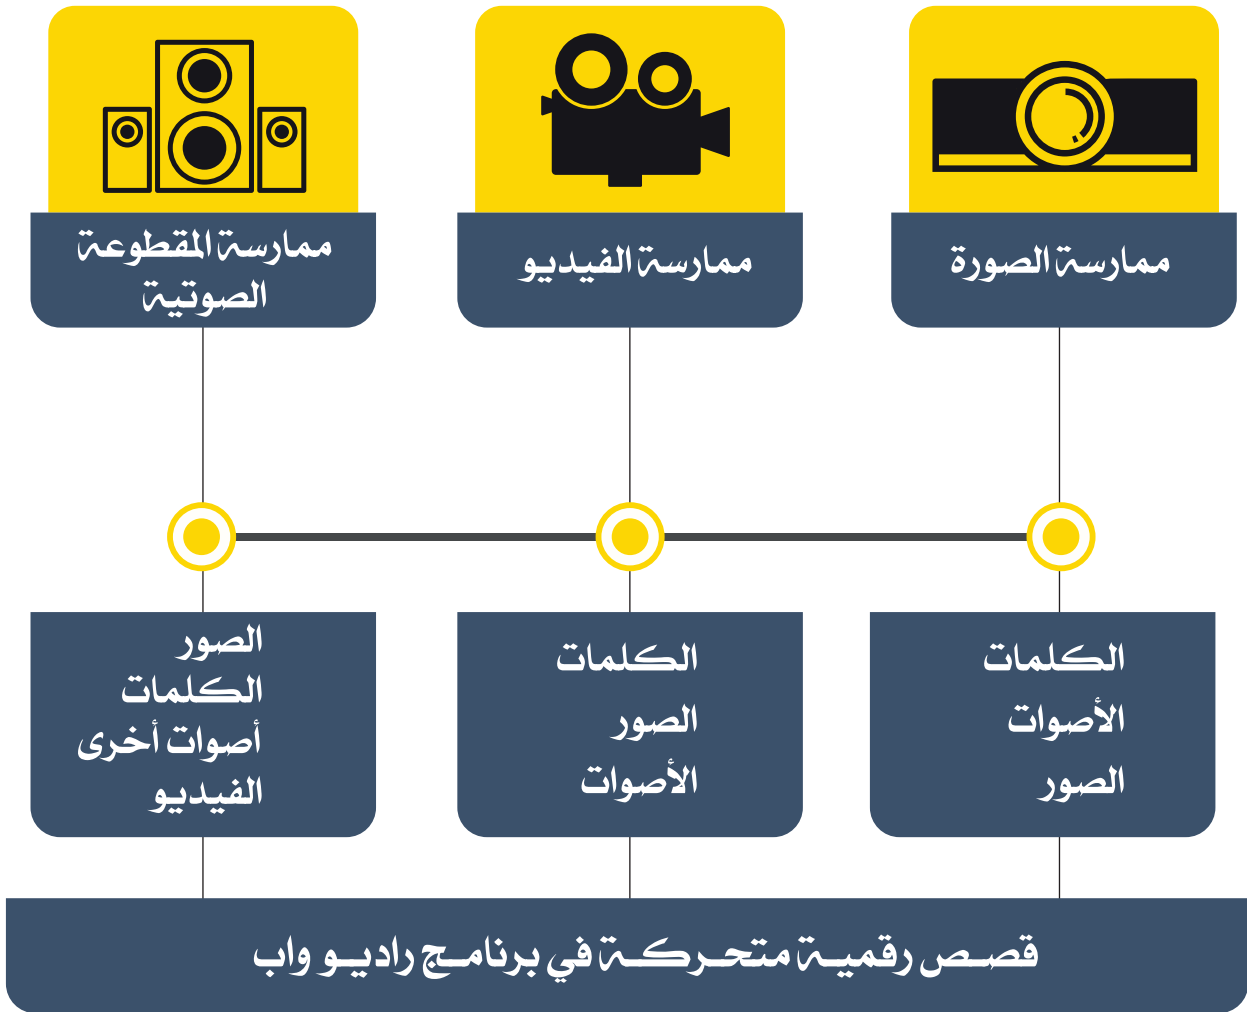 ممارسة الصورة
ممارسة الفيديو
ممارسة المقطوعة
الصوتية
الكلمات
الأصوات
الصور
الكلمات
الصور
الأصوات
الصور
الكلمات
أصوات أخرى
الفيديو
قصص رقمية متحركة في برنامج راديو واب